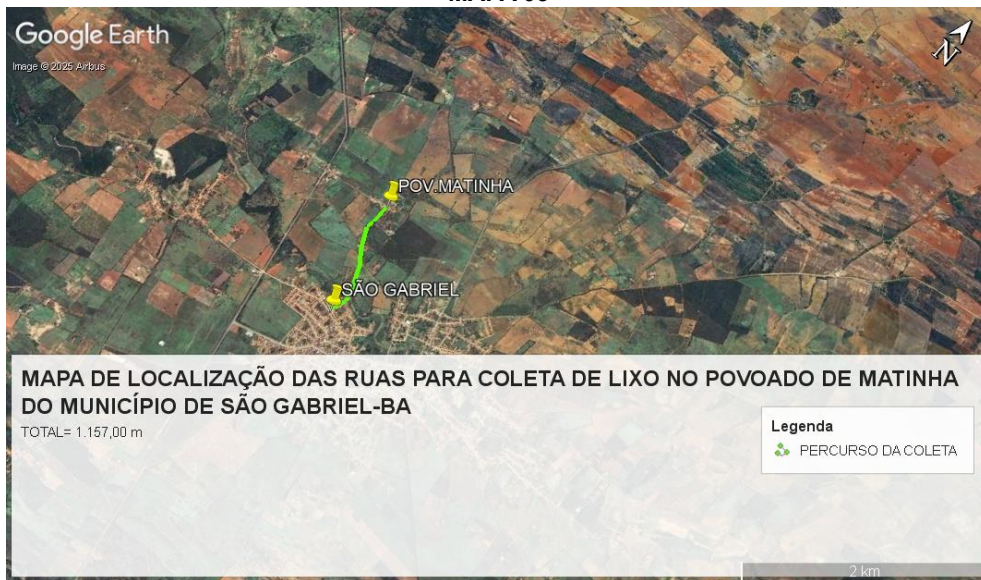 Google Earth
Image © 2025 Airbus
N
POV.MATINHA
SÃO GABRIEL
MAPA DE LOCALIZAÇÃO DAS RUAS PARA COLETA DE LIXO NO POVOADO DE MATINHA
DO MUNICÍPIO DE SÃO GABRIEL-BA
TOTAL= 1.157,00 m
Legenda
PERCURSO DA COLETA
2 km